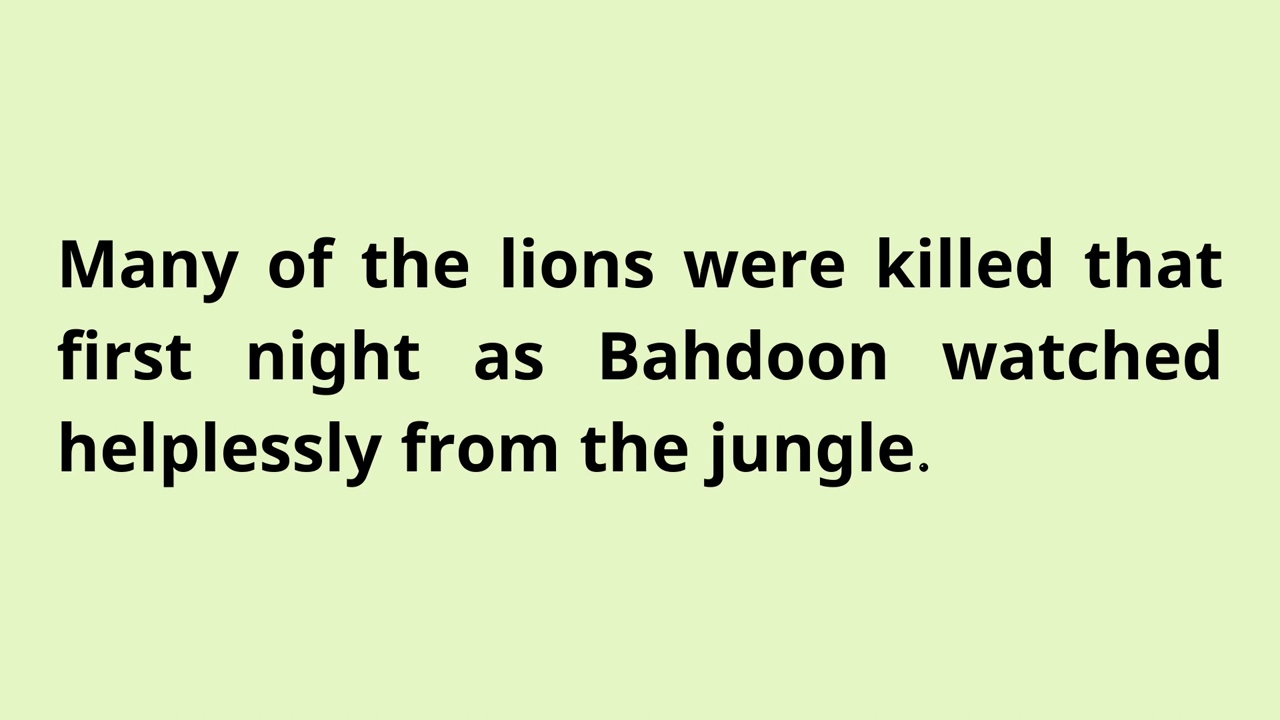 Many of the lions were killed that
first night as Bahdoon watched
helplessly from the jungle.